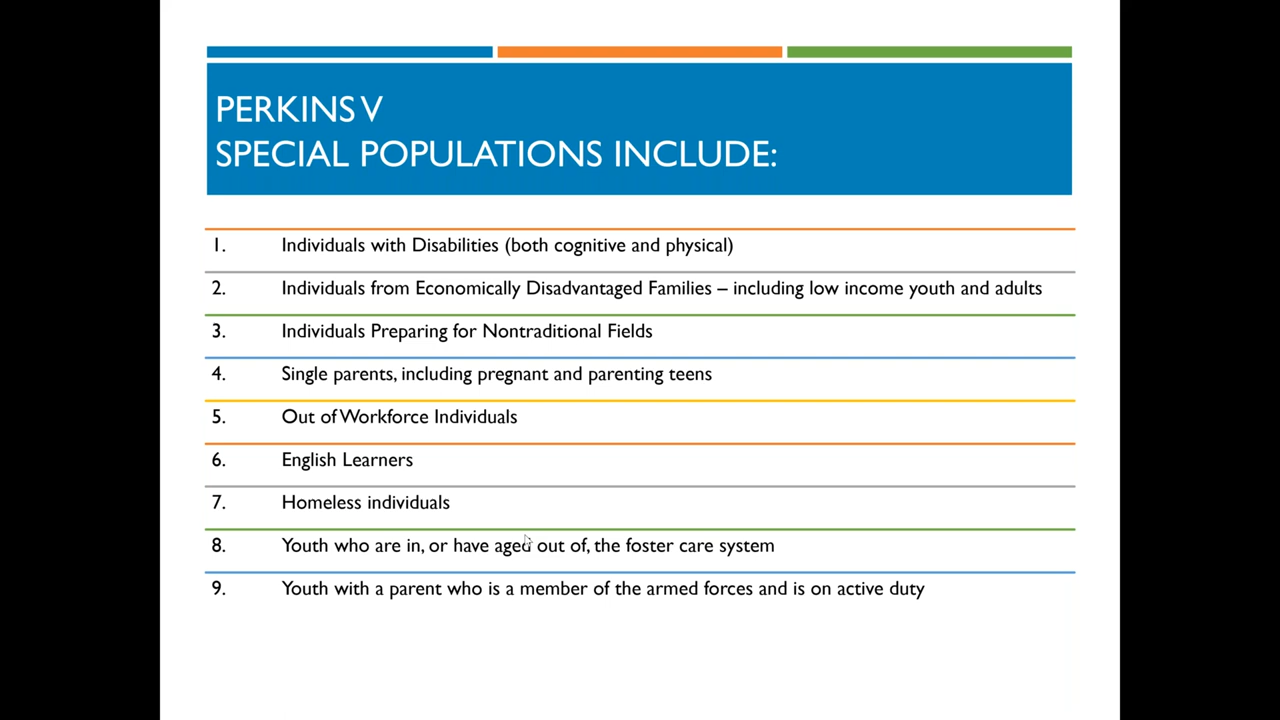 PERKINS V
SPECIAL POPULATIONS INCLUDE:
1. Individuals with Disabilities (both cognitive and physical)
2. Individuals from Economically Disadvantaged Families – including low income youth and adults
3. Individuals Preparing for Nontraditional Fields
4. Single parents, including pregnant and parenting teens
5. Out of Workforce Individuals
6. English Learners
7. Homeless individuals
8. Youth who are in, or have aged out of, the foster care system
9. Youth with a parent who is a member of the armed forces and is on active duty